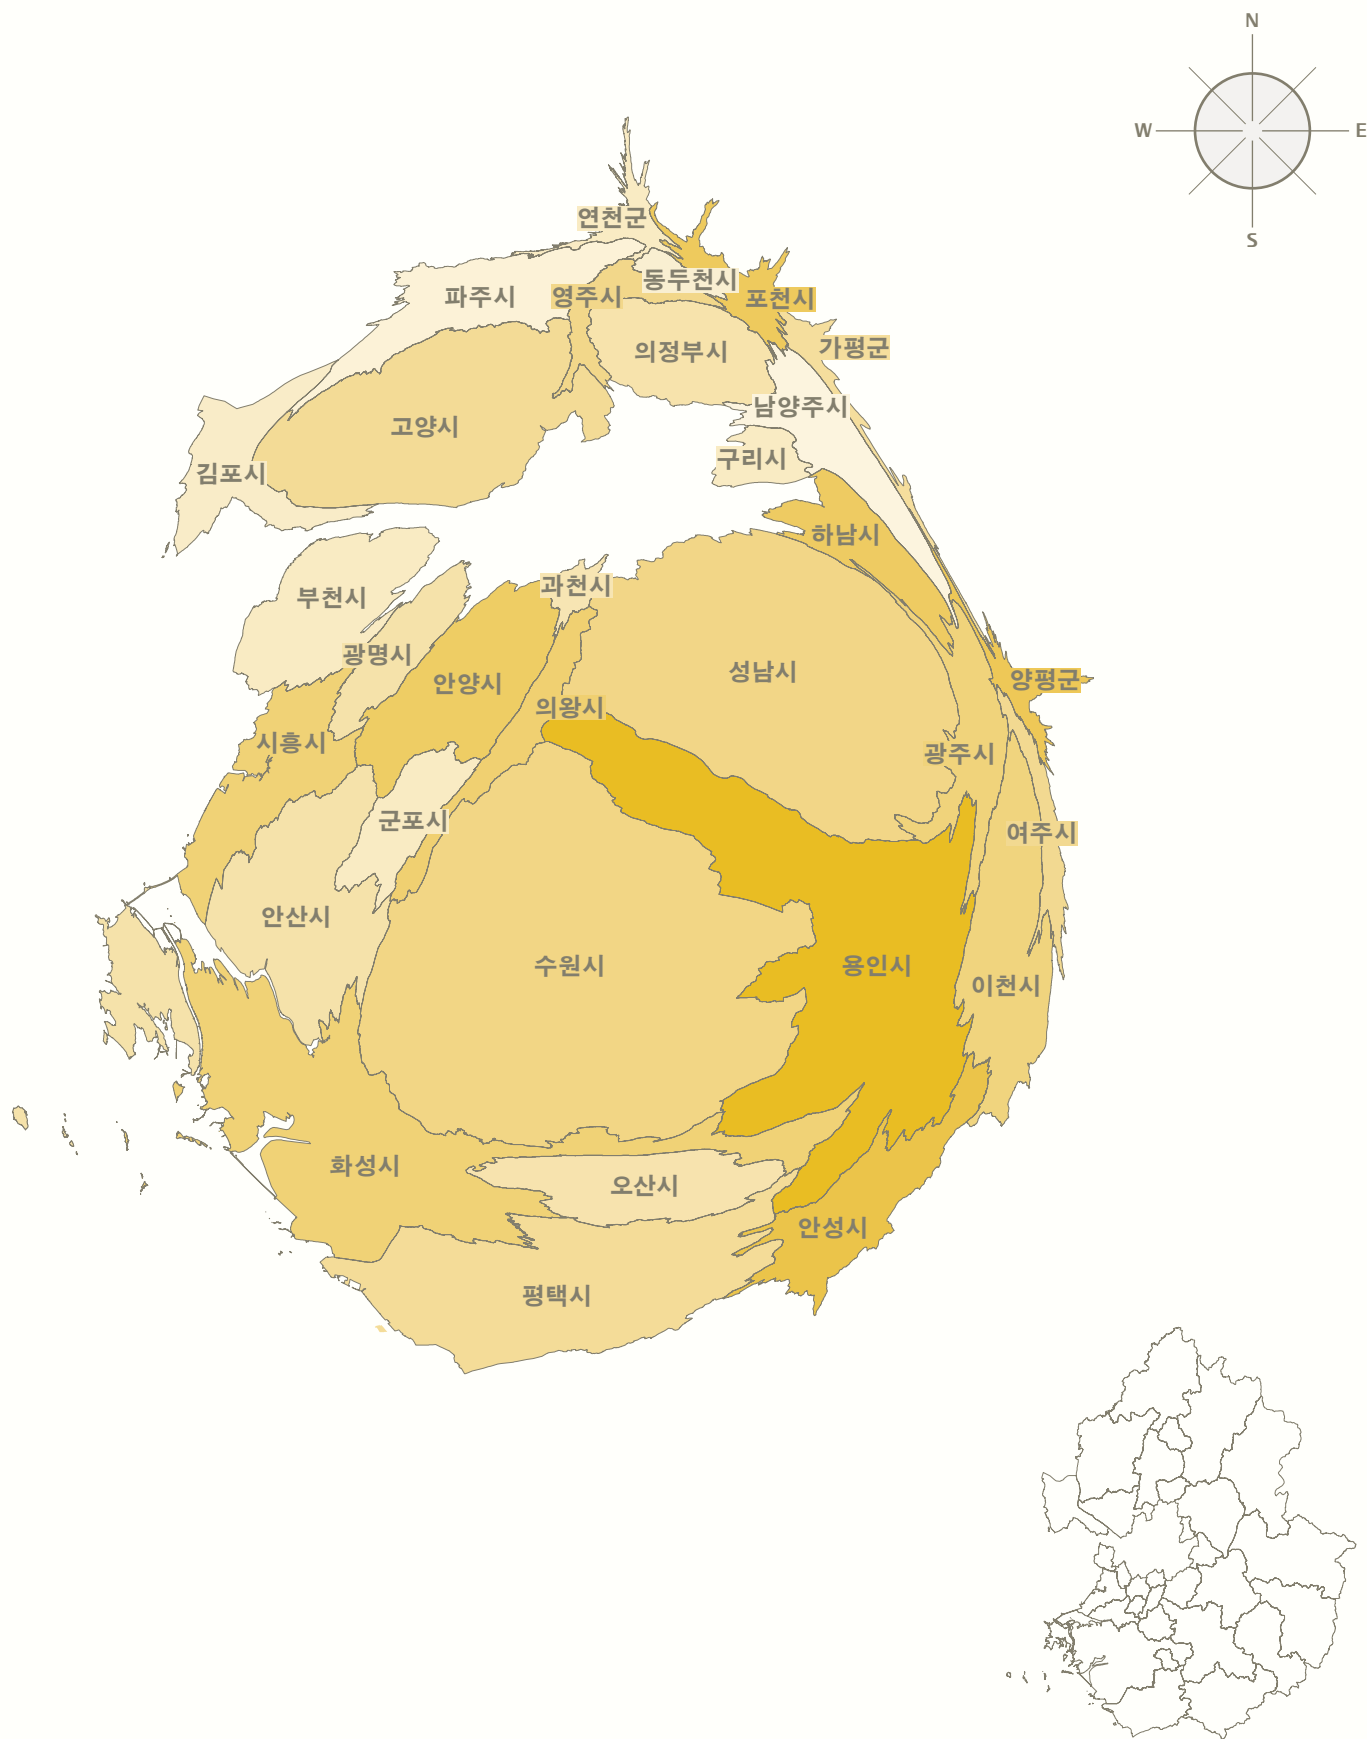 N
W
E
S
연천군
동두천시
파주시
영주시
포천시
가평군
의정부시
남양주시
고양시
구리시
김포시
하남시
과천시
부천시
광명시
성남시
안양시
양평군
의왕시
시흥시
광주시
군포시
여주시
안산시
수원시
용인시
이천시
화성시
오산시
안성시
평택시